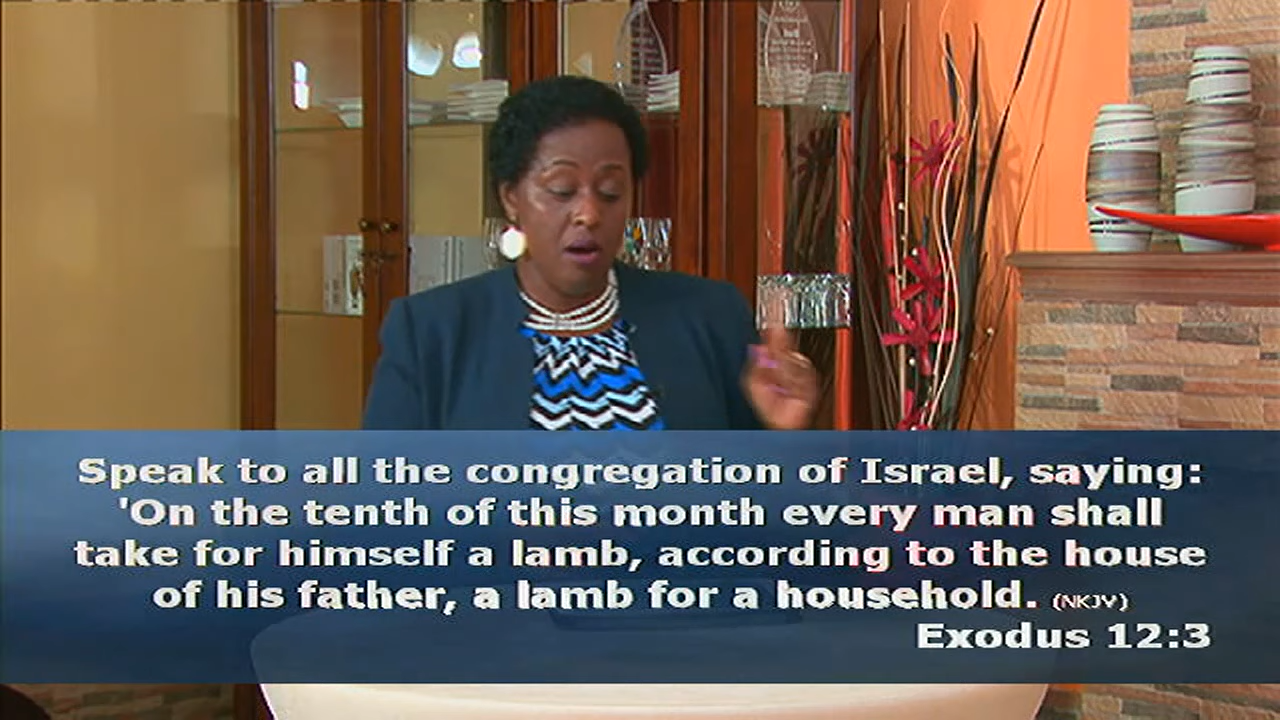 Speak to all the congregation of Israel, saying:
'On the tenth of this month every man shall
take for himself a lamb, according to the house
of his father, a lamb for a household. (NKJV)
Exodus 12:3